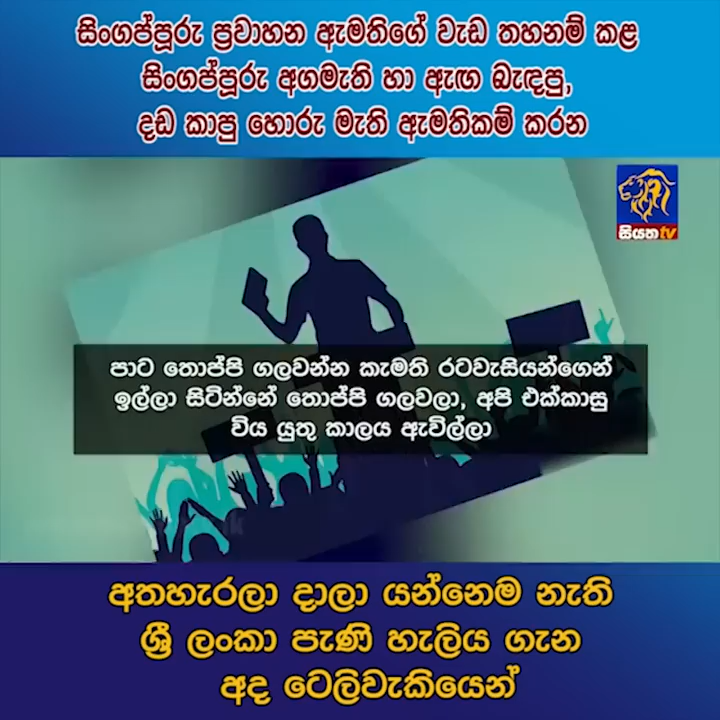 සිංගප්පූරු ප්‍රවාහන ඇමතිගේ වැඩ තහනම් කළ
සිංගප්පූරු අගමැති හා ඇඟ බැඳපු,
දඩ කාපු හොරු මැති ඇමතිකම් කරන
සියත tv
පාට තොප්පි ගලවන්න කැමති රටවැසියන්ගෙන්
ඉල්ලා සිටින්නේ තොප්පි ගලවලා, අපි එක්කාසු
විය යුතු කාලය ඇවිල්ලා
අතහැරලා දාලා යන්නෙම නැති
ශ්‍රී ලංකා පැණි හැලිය ගැන
අද ටෙලිවැකියෙන්